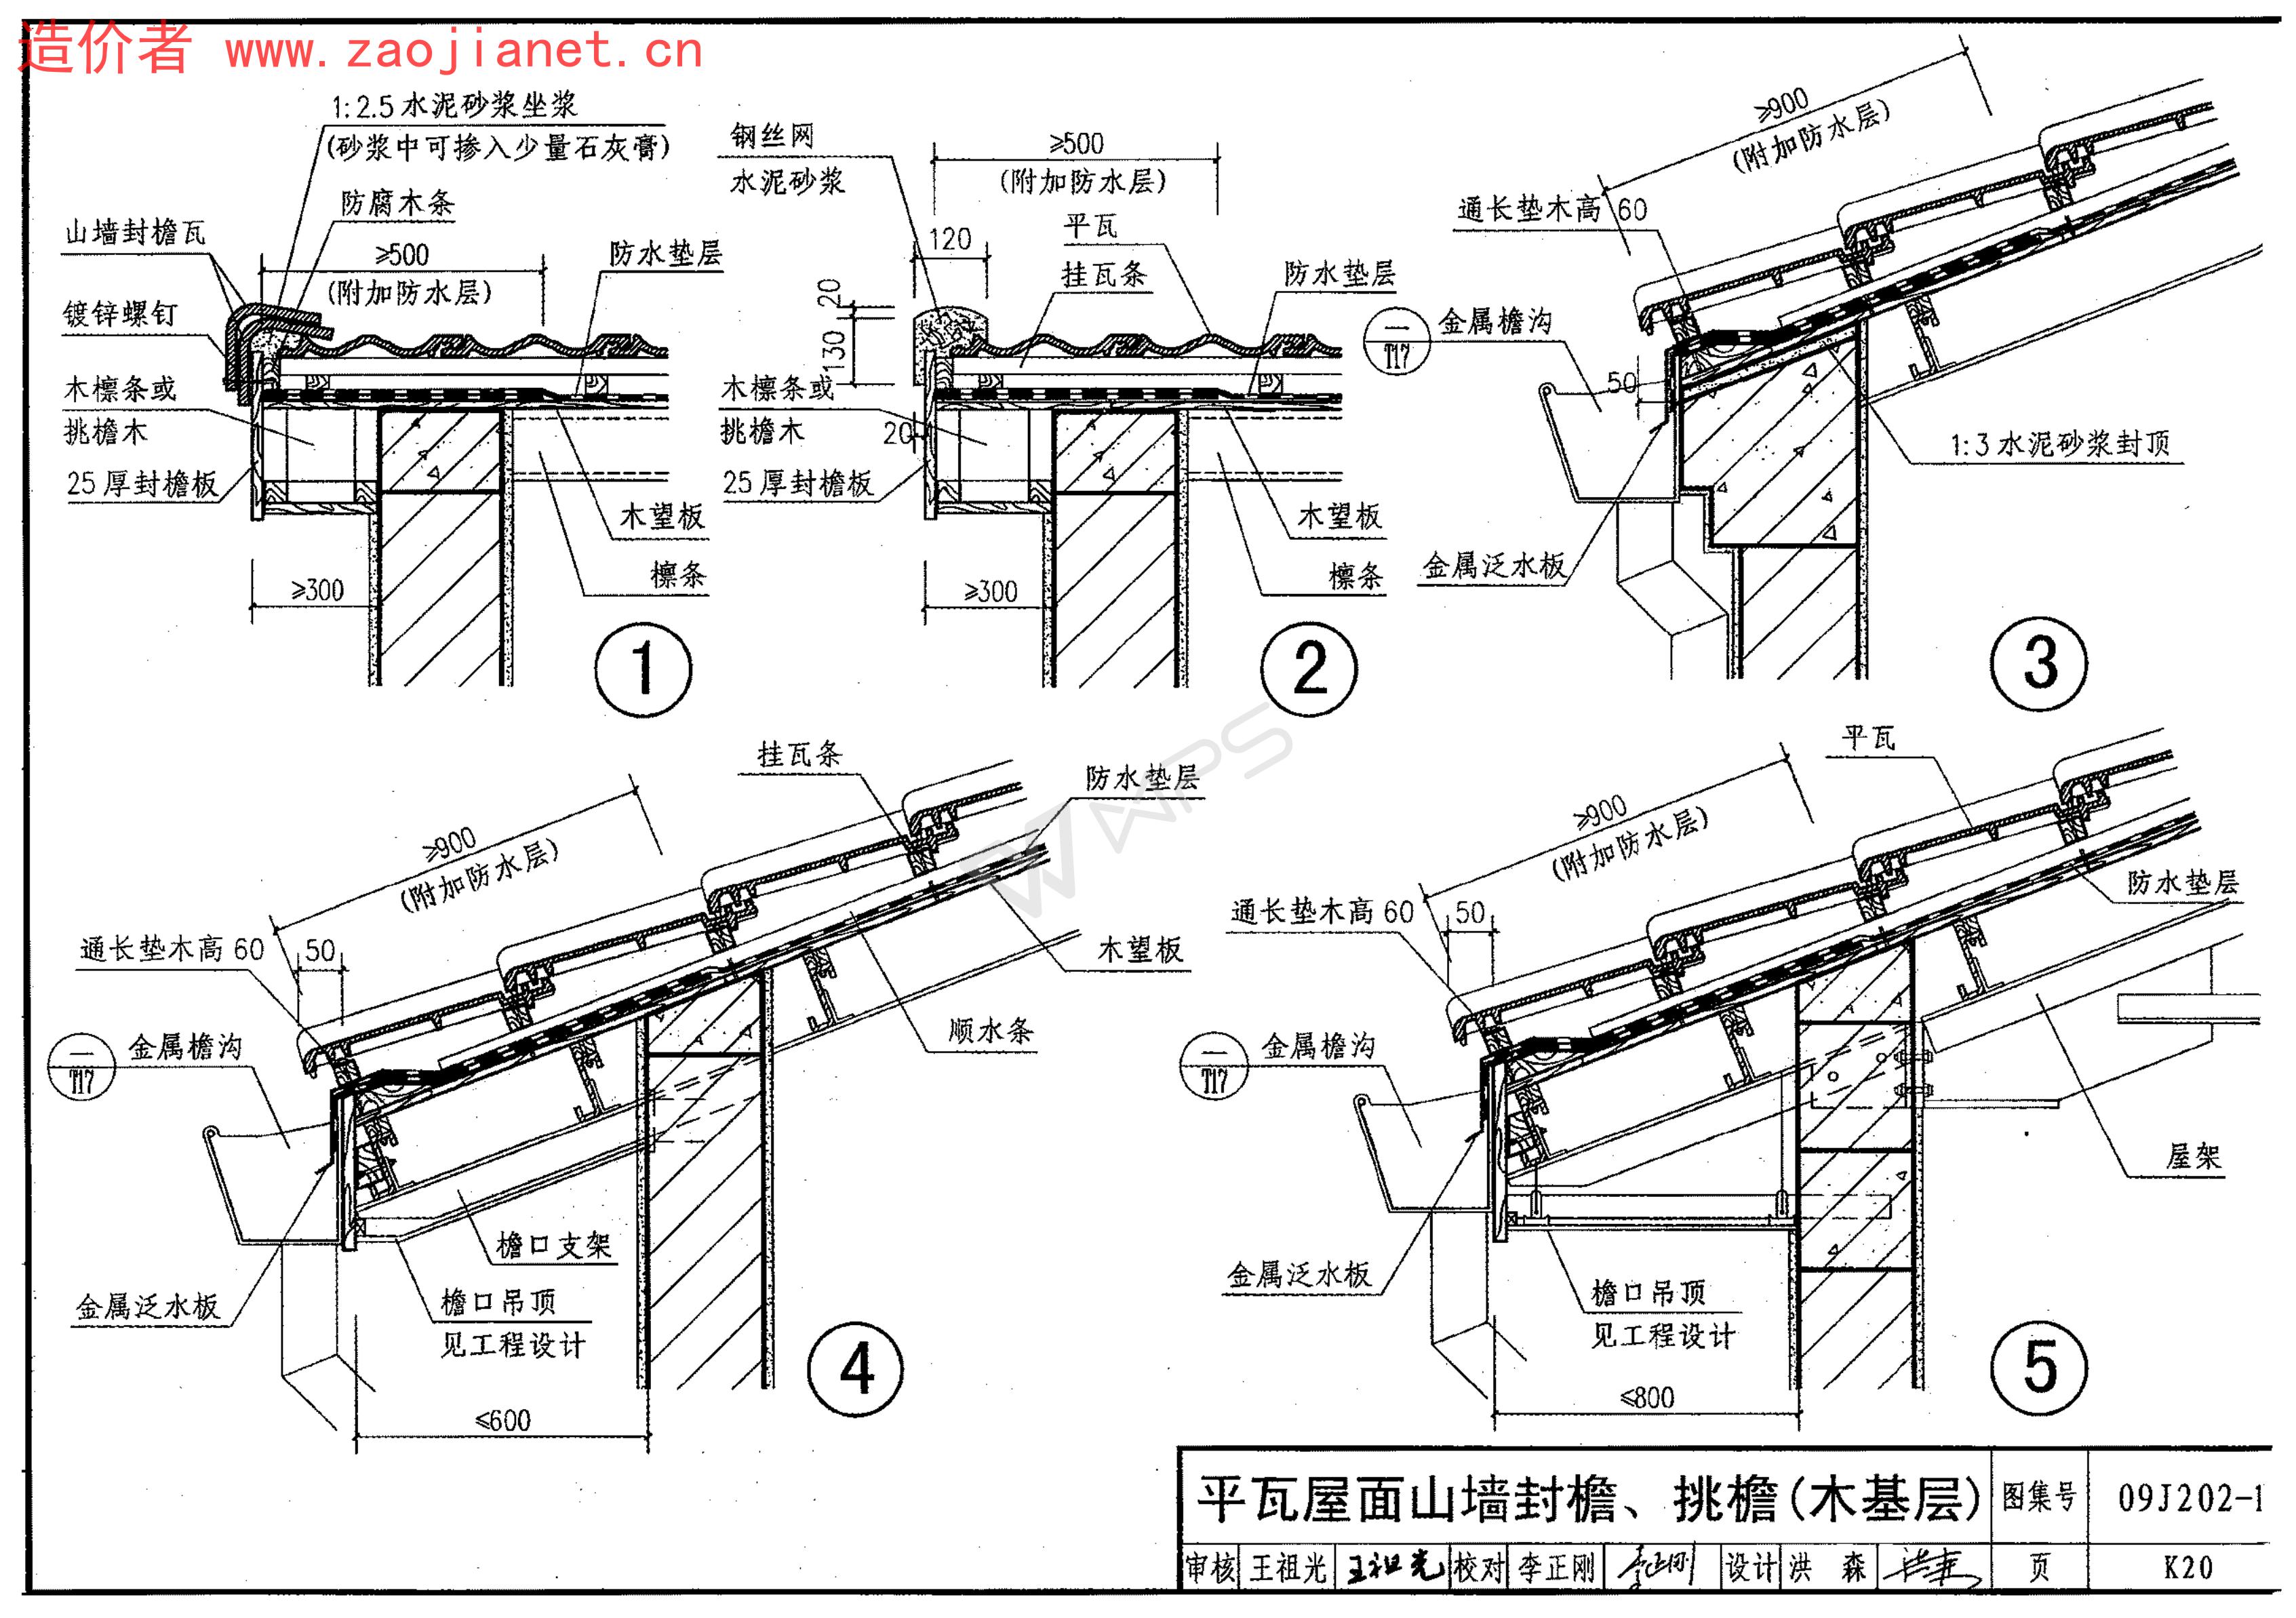 造价者 www.zaojianet.cn
1:2.5水泥砂浆坐浆
(砂浆中可掺入少量石灰膏)
防腐木条
山墙封檐瓦
≥500
(附加防水层)
防水垫层
镀锌螺钉
木檩条或
挑檐木
25厚封檐板
木望板
檩条
≥300
1
钢丝网
水泥砂浆
≥500
(附加防水层)
120
平瓦
挂瓦条
防水垫层
20
130
木檩条或
挑檐木
20
25厚封檐板
木望板
檩条
≥300
2
≥900
(附加防水层)
通长垫木高 60
一
T17
金属檐沟
50
1:3水泥砂浆封顶
金属泛水板
3
挂瓦条
防水垫层
≥900
(附加防水层)
通长垫木高 60
50
木望板
顺水条
一
T17
金属檐沟
檐口支架
金属泛水板
檐口吊顶
见工程设计
≤600
4
平瓦
≥900
(附加防水层)
防水垫层
通长垫木高 60
50
一
T17
金属檐沟
屋架
金属泛水板
檐口吊顶
见工程设计
≤800
5
WPS
平瓦屋面山墙封檐、挑檐(木基层)
图集号
09J202-1
审核 王祖光 王祖光 校对 李正刚 李正刚 设计 洪 森 洪森
页
K20